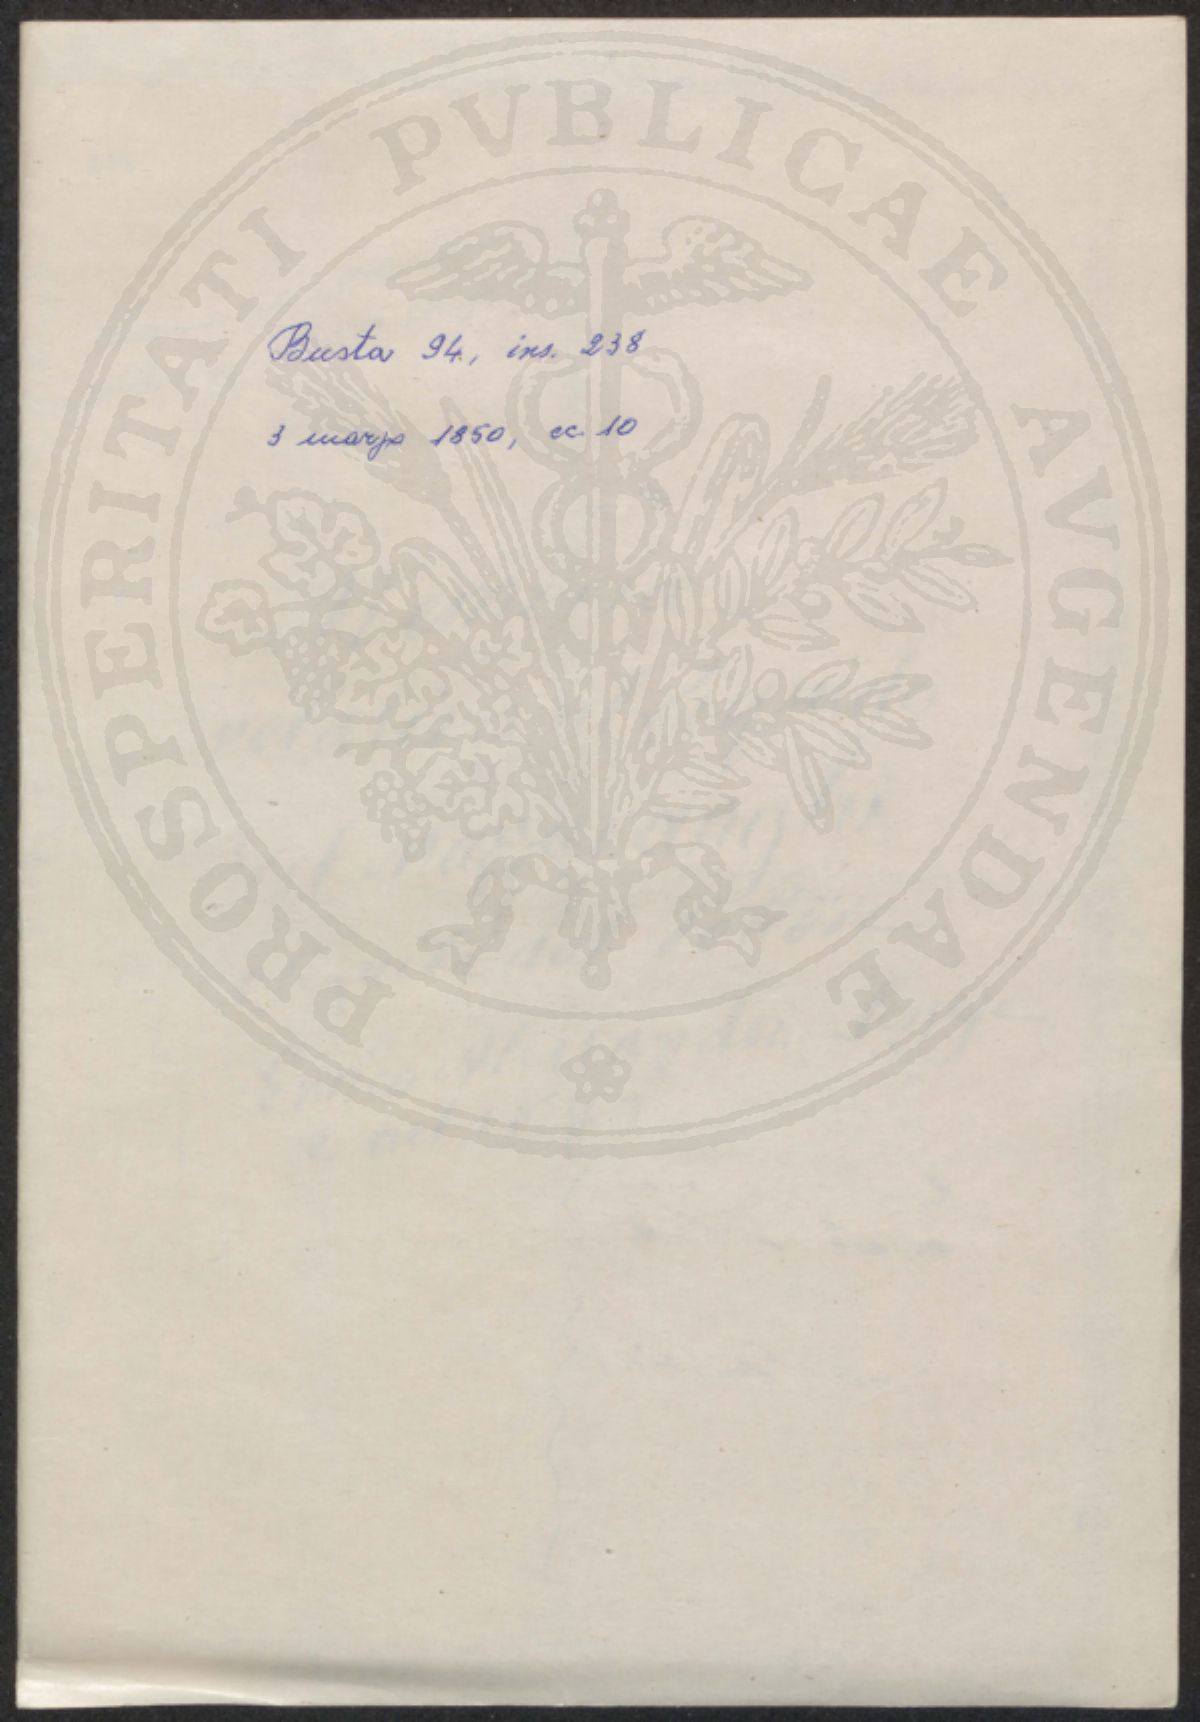 PROSPERITATI PVBLICAE AVGENDAE
Busta 94, ins. 238
3 marzo 1850, cc. 10